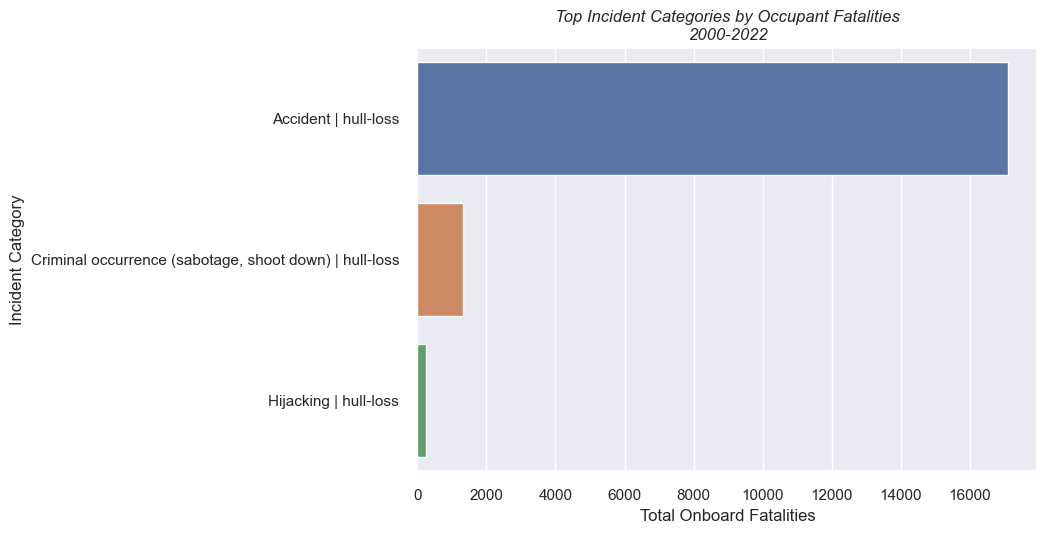 Top Incident Categories by Occupant Fatalities
2000-2022
Incident Category
Accident | hull-loss
Criminal occurrence (sabotage, shoot down) | hull-loss
Hijacking | hull-loss
0 2000 4000 6000 8000 10000 12000 14000 16000
Total Onboard Fatalities